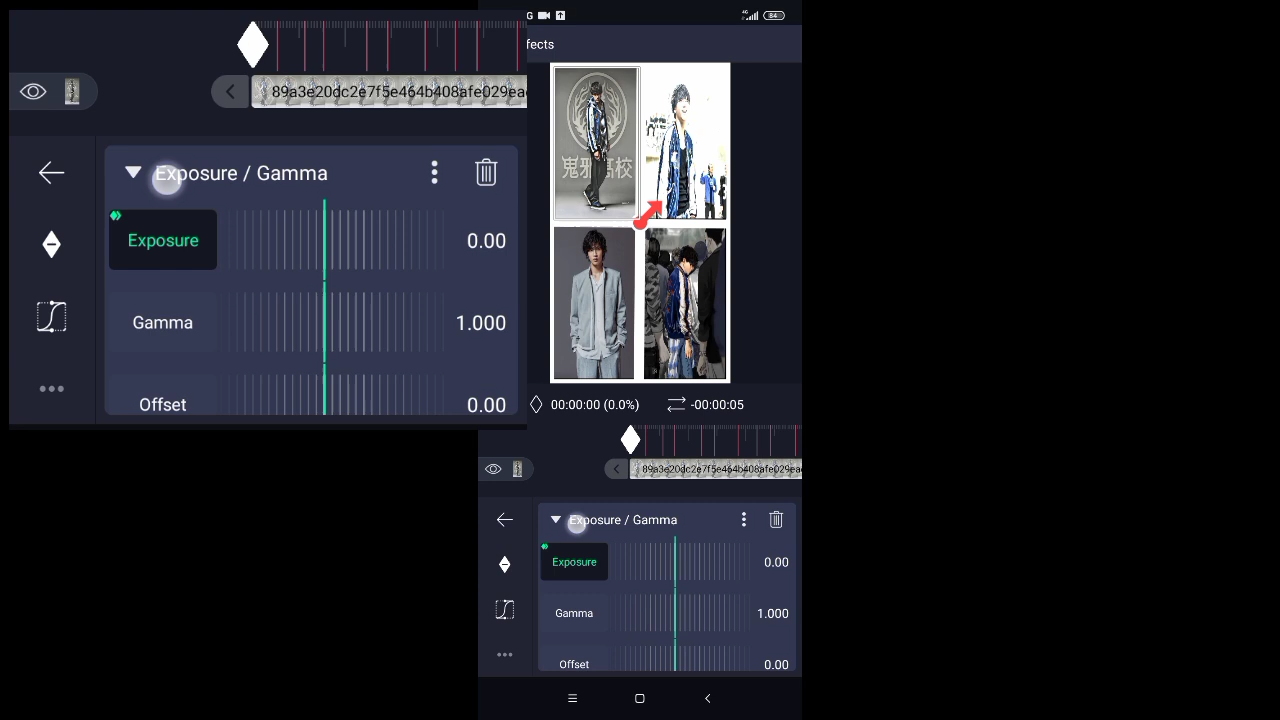 89a3e20dc2e7f5e464b408afe029ea
Exposure / Gamma
Exposure
0.00
Gamma
1.000
Offset
0.00
G
84
fects
鬼邪高校
00:00:00 (0.0%)
-00:00:05
89a3e20dc2e7f5e464b408afe029ea
Exposure / Gamma
Exposure
0.00
Gamma
1.000
Offset
0.00